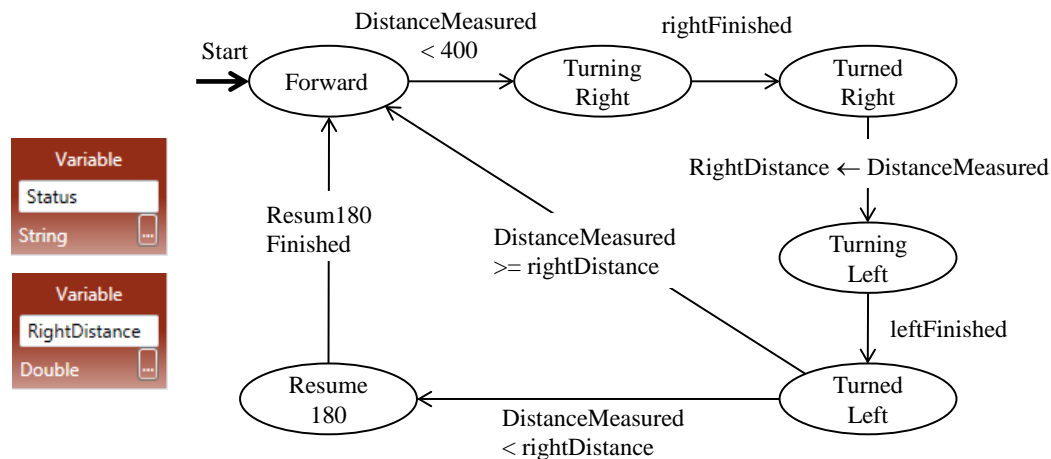 DistanceMeasured
< 400
rightFinished
Start
Forward
Turning
Right
Turned
Right
Variable
Status
String
...
RightDistance ← DistanceMeasured
Resum180
Finished
DistanceMeasured
>= rightDistance
Turning
Left
Variable
RightDistance
Double
...
leftFinished
Resume
180
Turned
Left
DistanceMeasured
< rightDistance